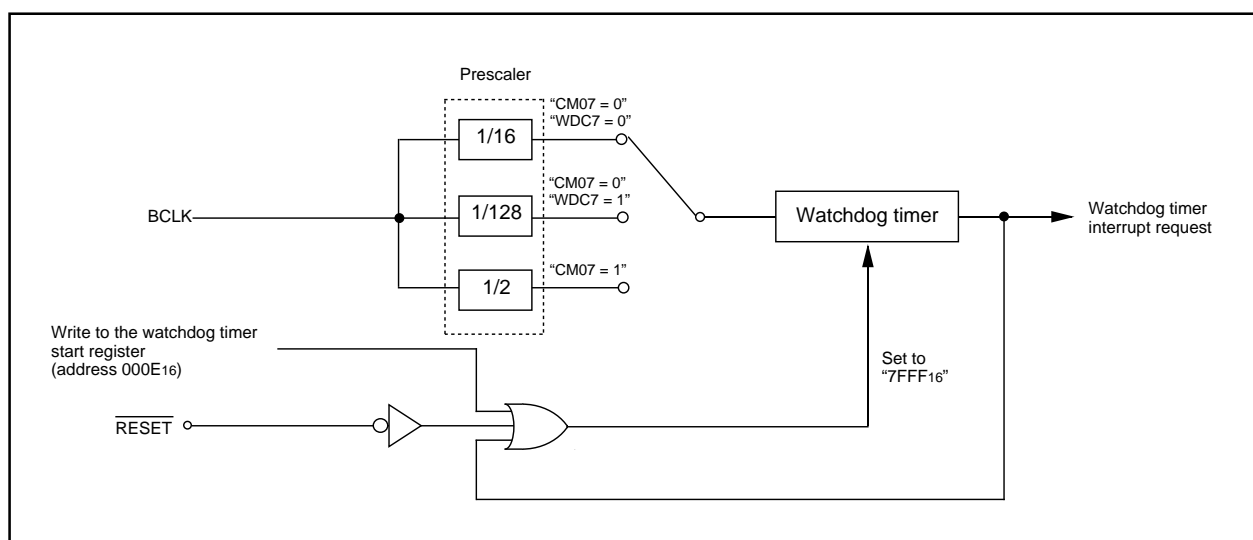 Prescaler
“CM07 = 0”
“WDC7 = 0”
1/16
“CM07 = 0”
“WDC7 = 1”
BCLK
1/128
Watchdog timer
Watchdog timer
interrupt request
“CM07 = 1”
1/2
Write to the watchdog timer
start register
(address 000E16)
Set to
“7FFF16”
RESET